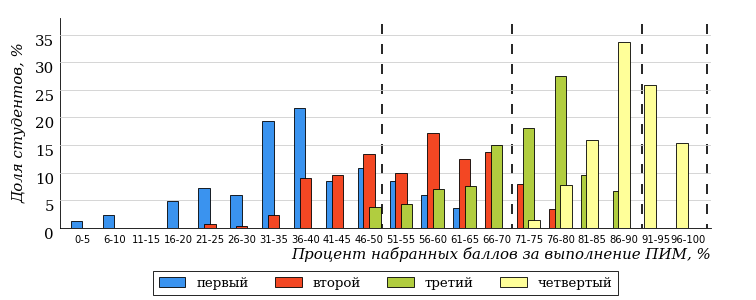 Доля студентов, %
35
30
25
20
15
10
5
0
0-5 6-10 11-15 16-20 21-25 26-30 31-35 36-40 41-45 46-50 51-55 56-60 61-65 66-70 71-75 76-80 81-85 86-90 91-95 96-100
Процент набранных баллов за выполнение ПИМ, %
первый второй третий четвертый